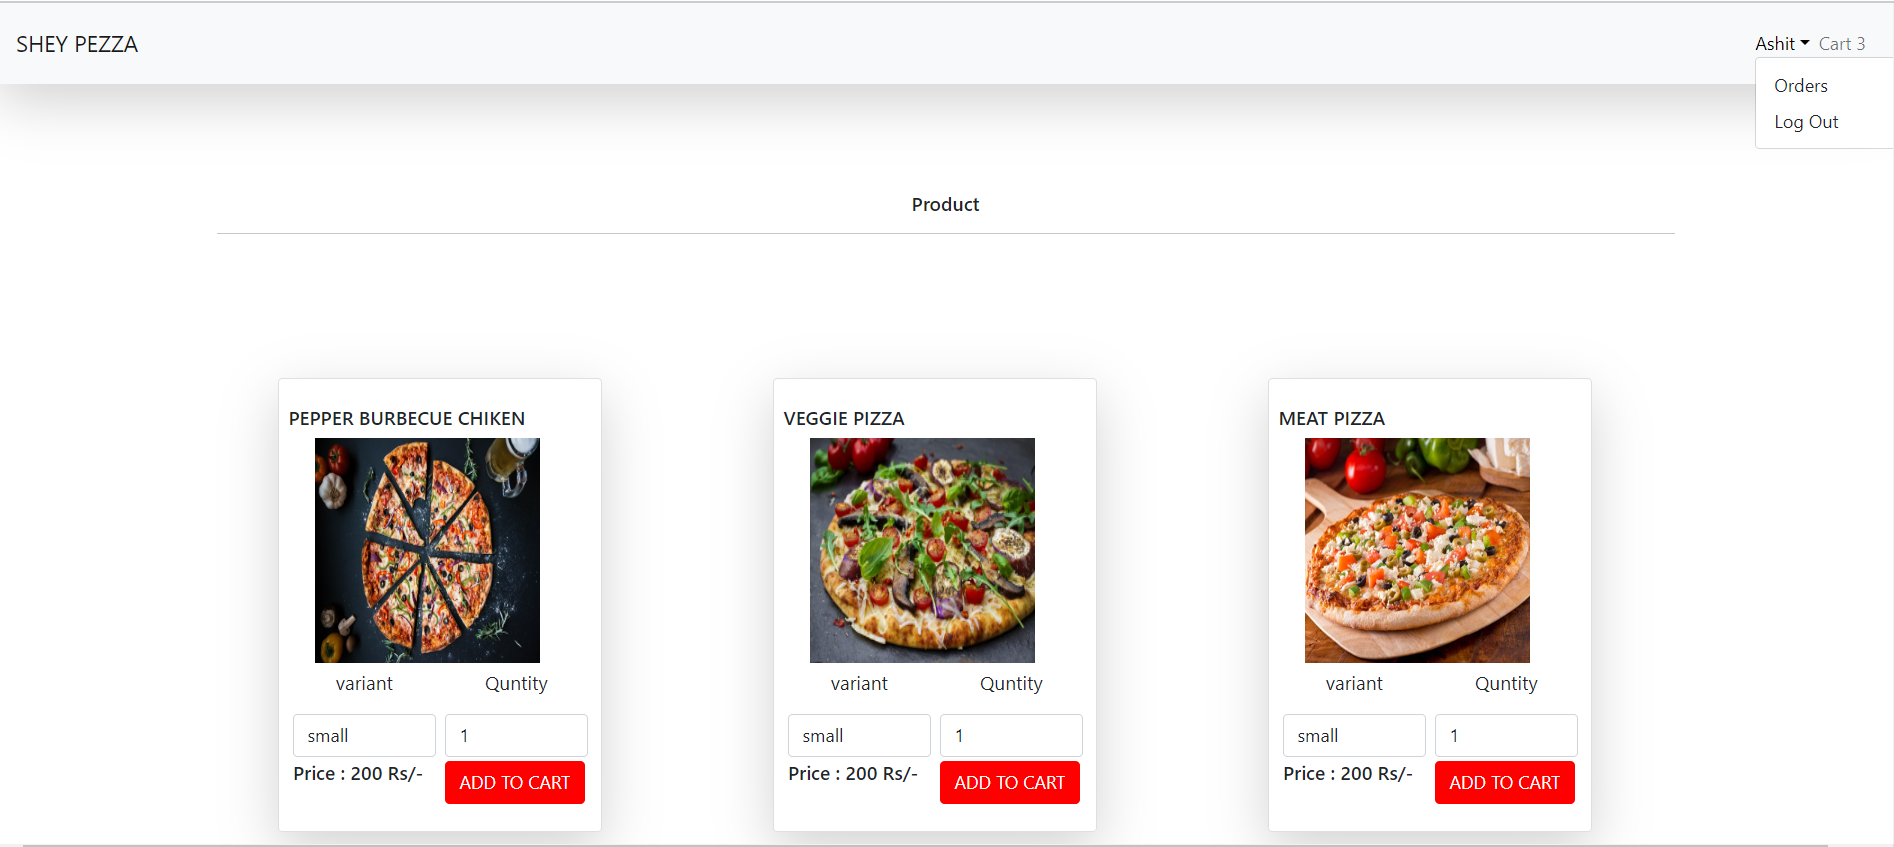 SHEY PEZZA
Ashit Cart 3
Orders
Log Out
Product
PEPPER BURBECUE CHIKEN
variant Quntity
small 1
Price : 200 Rs/- ADD TO CART
VEGGIE PIZZA
variant Quntity
small 1
Price : 200 Rs/- ADD TO CART
MEAT PIZZA
variant Quntity
small 1
Price : 200 Rs/- ADD TO CART